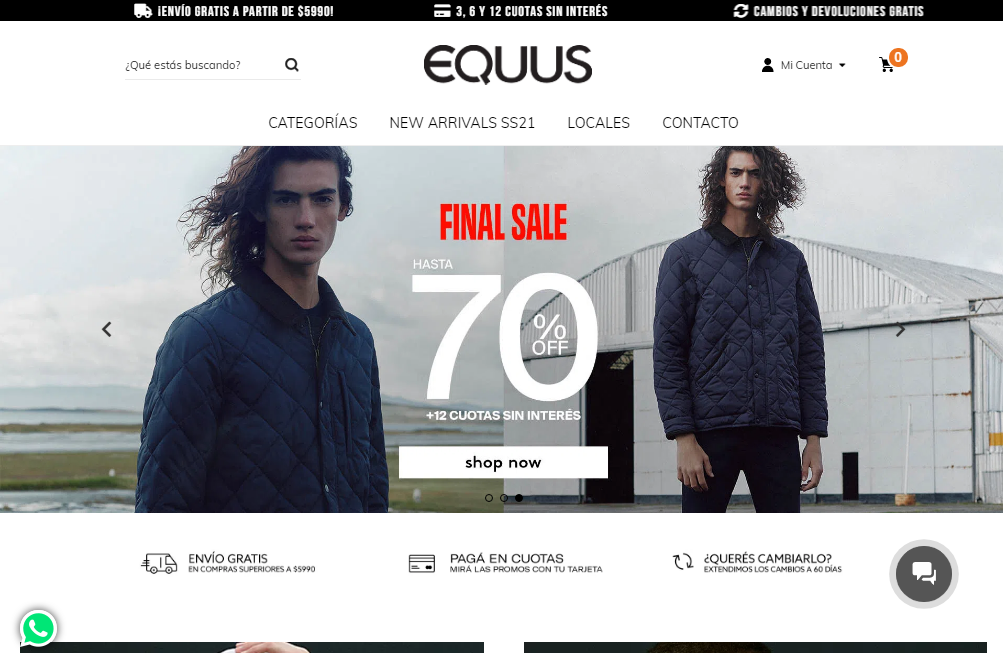 ¡ENVÍO GRATIS A PARTIR DE $5990!
3, 6 Y 12 CUOTAS SIN INTERÉS
CAMBIOS Y DEVOLUCIONES GRATIS
¿Qué estás buscando?
EQUUS
Mi Cuenta
0
CATEGORÍAS
NEW ARRIVALS SS21
LOCALES
CONTACTO
FINAL SALE
HASTA
70
%
OFF
+12 CUOTAS SIN INTERÉS
shop now
ENVÍO GRATIS
EN COMPRAS SUPERIORES A $5990
PAGÁ EN CUOTAS
MIRÁ LAS PROMOS CON TU TARJETA
¿QUERÉS CAMBIARLO?
EXTENDIMOS LOS CAMBIOS A 60 DÍAS